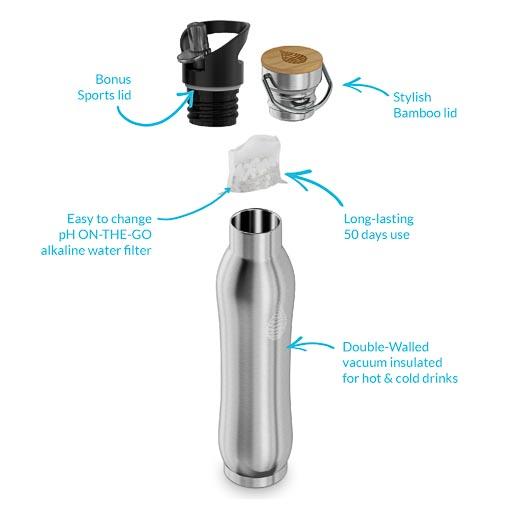 Bonus
Sports lid
Stylish
Bamboo lid
Easy to change
pH ON-THE-GO
alkaline water filter
Long-lasting
50 days use
Double-Walled
vacuum insulated
for hot & cold drinks